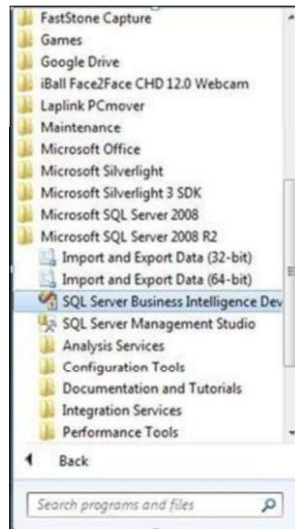 FastStone Capture
Games
Google Drive
iBall Face2Face CHD 12.0 Webcam
Laplink PCmover
Maintenance
Microsoft Office
Microsoft Silverlight
Microsoft Silverlight 3 SDK
Microsoft SQL Server 2008
Microsoft SQL Server 2008 R2
Import and Export Data (32-bit)
Import and Export Data (64-bit)
SQL Server Business Intelligence Dev
SQL Server Management Studio
Analysis Services
Configuration Tools
Documentation and Tutorials
Integration Services
Performance Tools
Back
Search programs and files